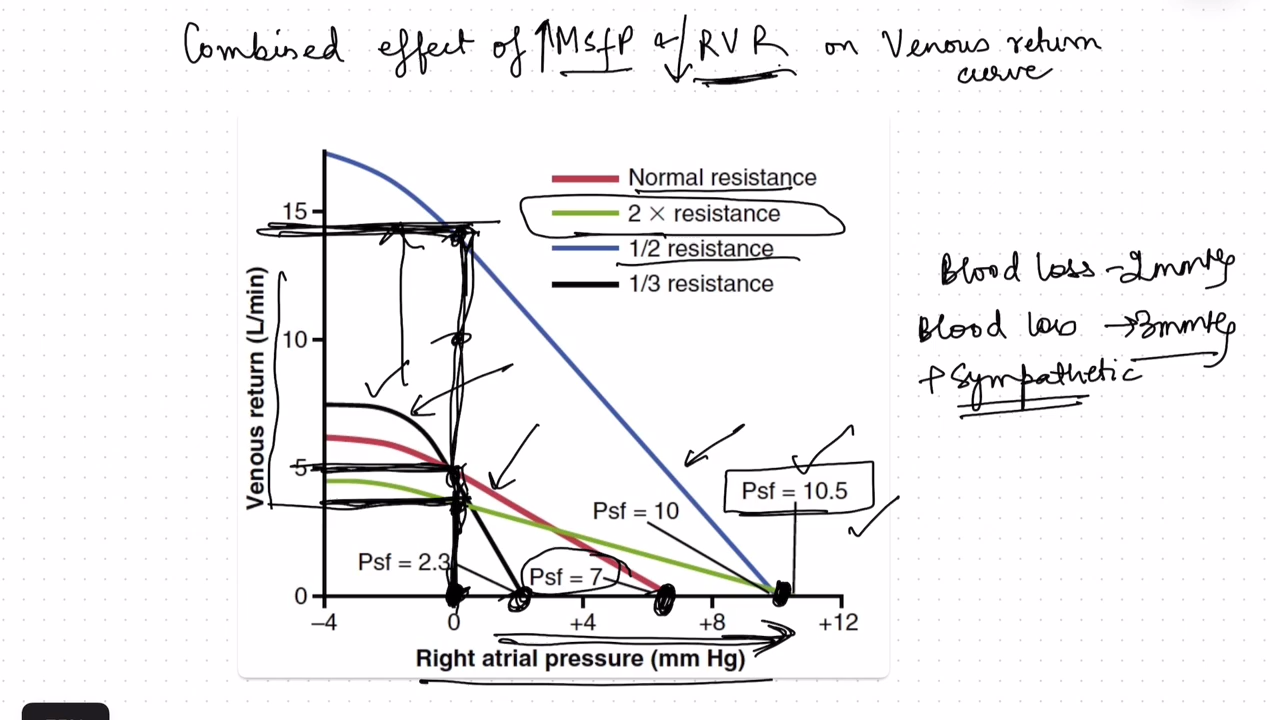 Combised effect of ↑Msfp & ↓RVR on Venous return
curve
Normal resistance
2 × resistance
1/2 resistance
1/3 resistance
15
10
5
0
Venous return (L/min)
Blood loss - 2mmHg
Blood loss → 3mmHg
+ Sympathetic
Psf = 10.5
Psf = 10
Psf = 2.3
Psf = 7
−4
0
+4
+8
+12
Right atrial pressure (mm Hg)